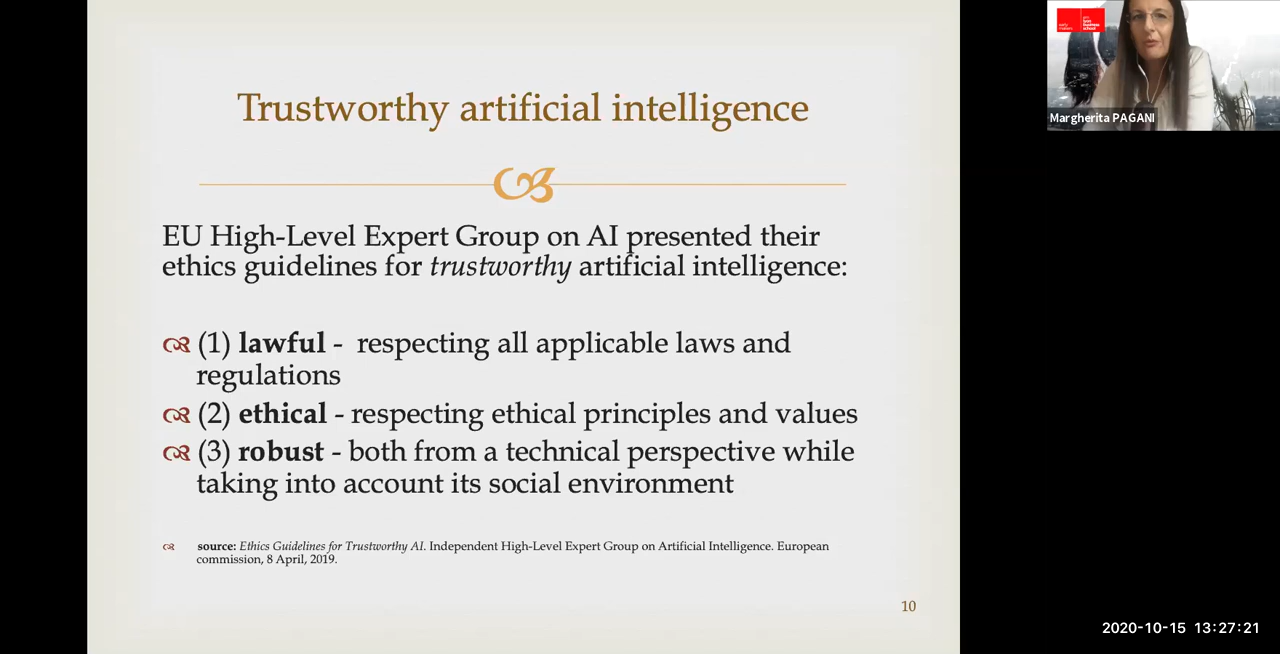 Trustworthy artificial intelligence
EU High-Level Expert Group on AI presented their
ethics guidelines for trustworthy artificial intelligence:
(1) lawful - respecting all applicable laws and
regulations
(2) ethical - respecting ethical principles and values
(3) robust - both from a technical perspective while
taking into account its social environment
source: Ethics Guidelines for Trustworthy AI. Independent High-Level Expert Group on Artificial Intelligence. European
commission, 8 April, 2019.
10
Margherita PAGANI
2020-10-15 13:27:21